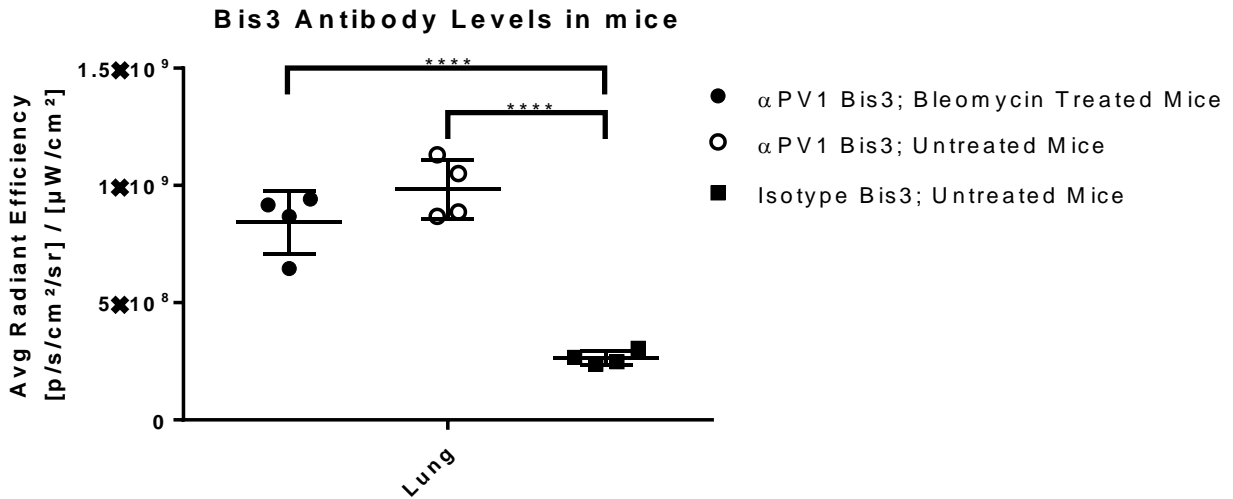 Bis3 Antibody Levels in mice
Avg Radiant Efficiency
[p/s/cm²/sr] / [µW/cm²]
1.5✖10⁹
1✖10⁹
5✖10⁸
0
****
****
Lung
αPV1 Bis3; Bleomycin Treated Mice
αPV1 Bis3; Untreated Mice
Isotype Bis3; Untreated Mice